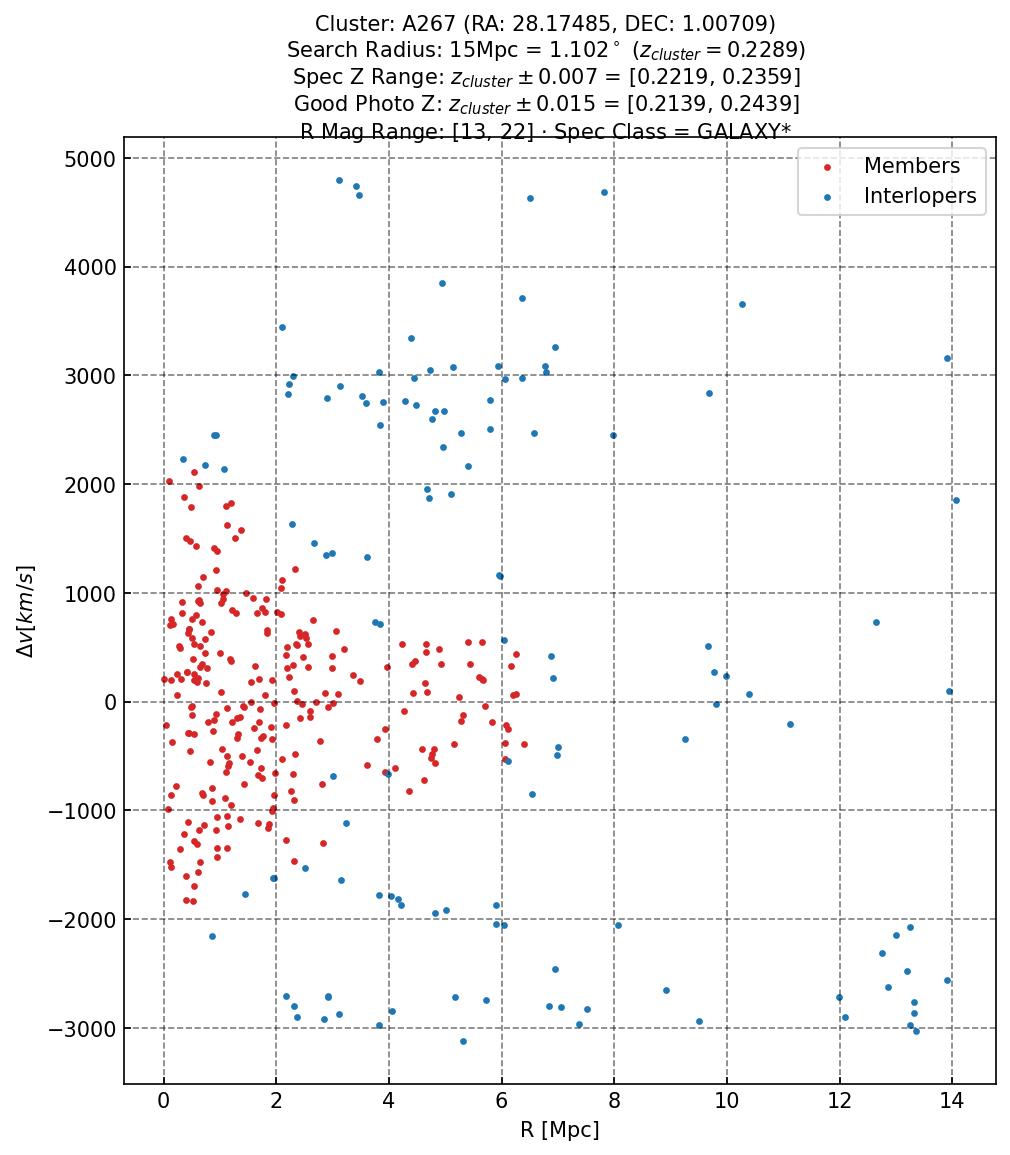 Cluster: A267 (RA: 28.17485, DEC: 1.00709)
Search Radius: 15Mpc = 1.102° (z_cluster = 0.2289)
Spec Z Range: z_cluster ± 0.007 = [0.2219, 0.2359]
Good Photo Z: z_cluster ± 0.015 = [0.2139, 0.2439]
R Mag Range: [13, 22] · Spec Class = GALAXY*
Members
Interlopers
5000
4000
3000
2000
1000
0
−1000
−2000
−3000
Δv[km/s]
0 2 4 6 8 10 12 14
R [Mpc]